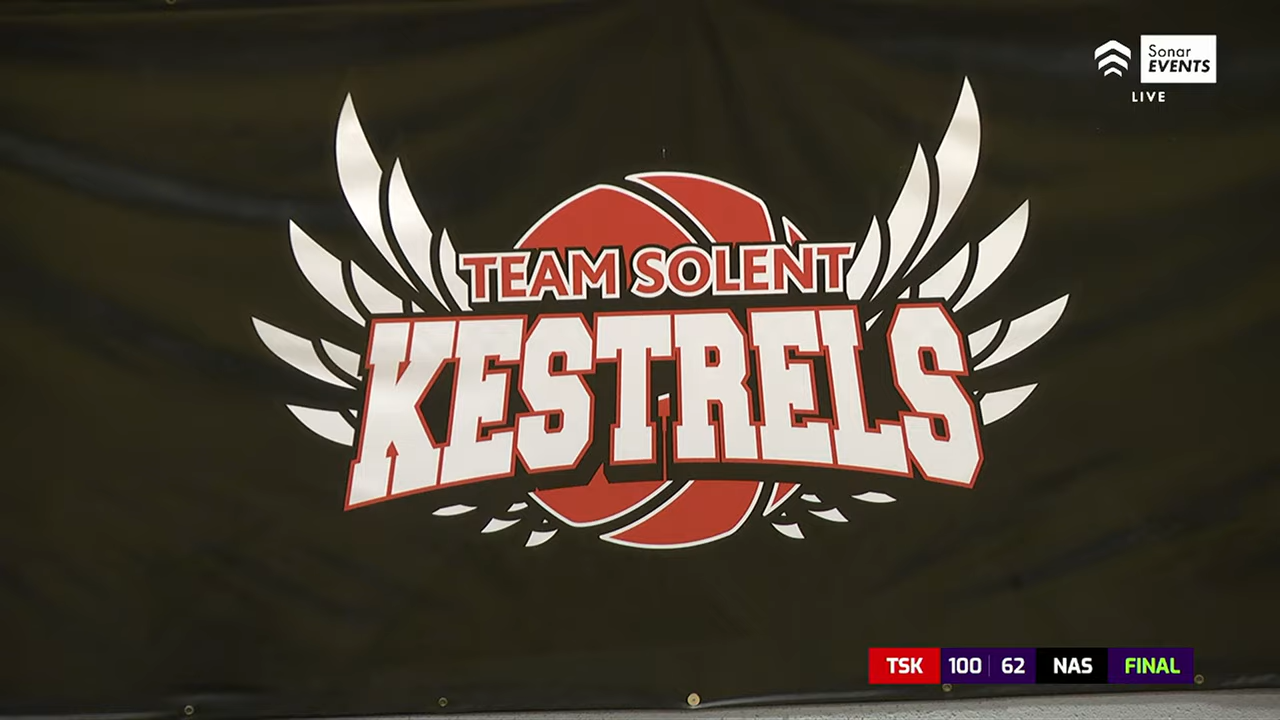 Sonar
EVENTS
LIVE
TEAM SOLENT
KESTRELS
TSK 100 62 NAS FINAL